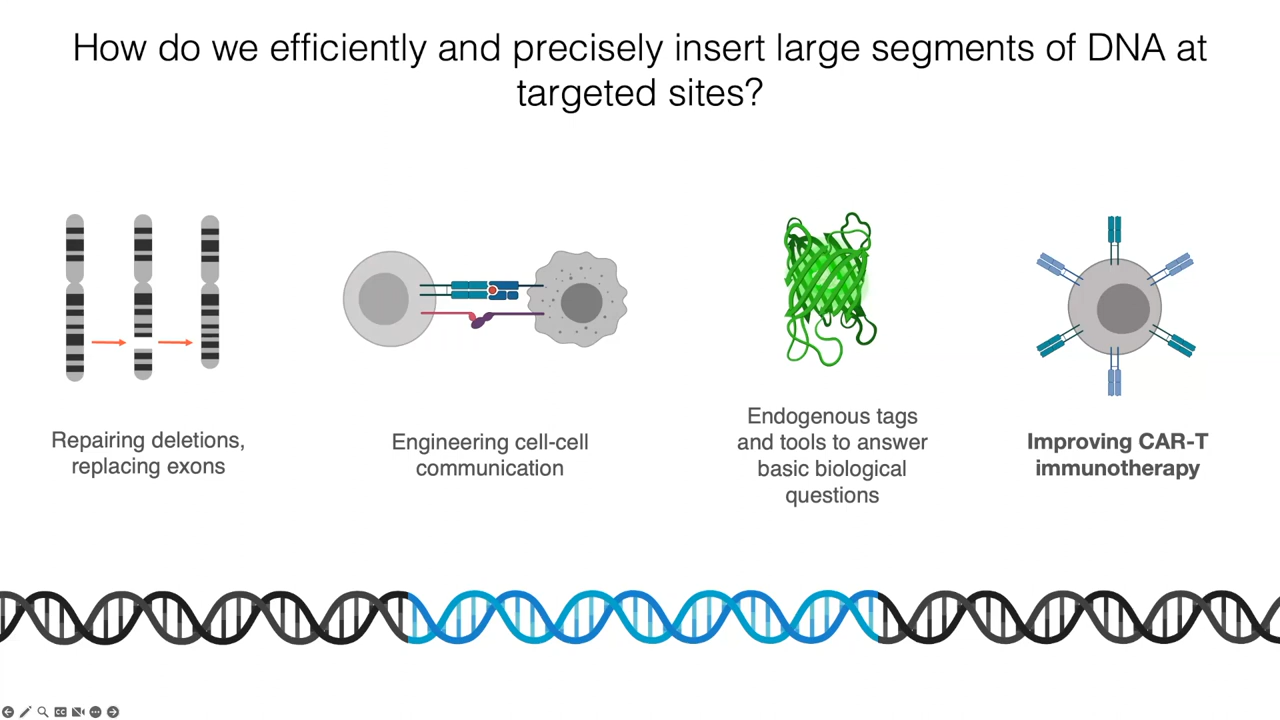 How do we efficiently and precisely insert large segments of DNA at
targeted sites?
Repairing deletions,
replacing exons
Engineering cell-cell
communication
Endogenous tags
and tools to answer
basic biological
questions
Improving CAR-T
immunotherapy